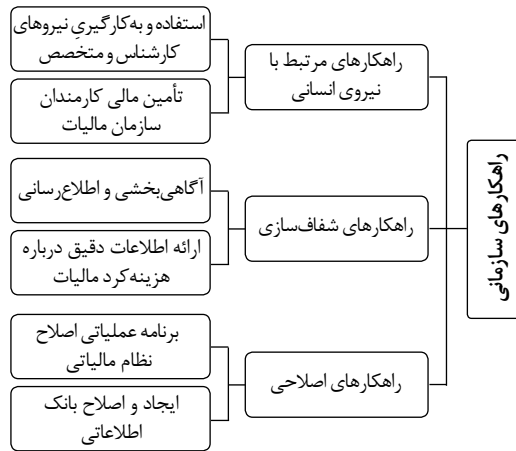 راهکارهای سازمانی
راهکارهای مرتبط با
نیروی انسانی
استفاده و به‌کارگیریِ نیروهای
کارشناس و متخصص
تأمین مالی کارمندان
سازمان مالیات
راهکارهای شفاف‌سازی
آگاهی‌بخشی و اطلاع‌رسانی
ارائه اطلاعات دقیق درباره
هزینه‌کرد مالیات
راهکارهای اصلاحی
برنامه عملیاتی اصلاح
نظام مالیاتی
ایجاد و اصلاح بانک
اطلاعاتی